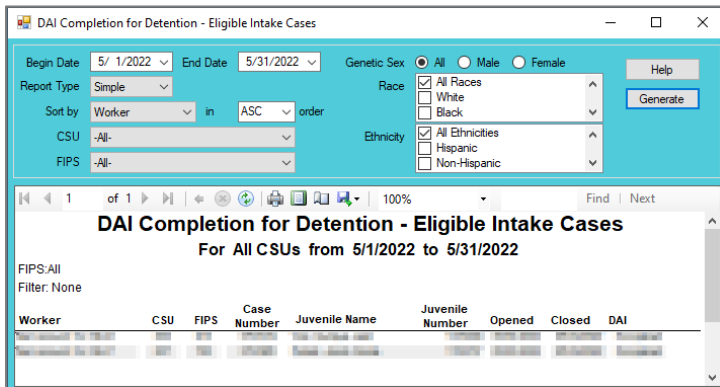 DAI Completion for Detention - Eligible Intake Cases
Begin Date 5/ 1/2022 End Date 5/31/2022 Genetic Sex All Male Female Help
Report Type Simple Race All Races
White
Black
Generate
Sort by Worker in ASC order
CSU -All- Ethnicity All Ethnicities
Hispanic
Non-Hispanic
FIPS -All-
1 of 1 100% Find | Next
DAI Completion for Detention - Eligible Intake Cases
For All CSUs from 5/1/2022 to 5/31/2022
FIPS:All
Filter: None
Worker CSU FIPS Case Number Juvenile Name Juvenile Number Opened Closed DAI